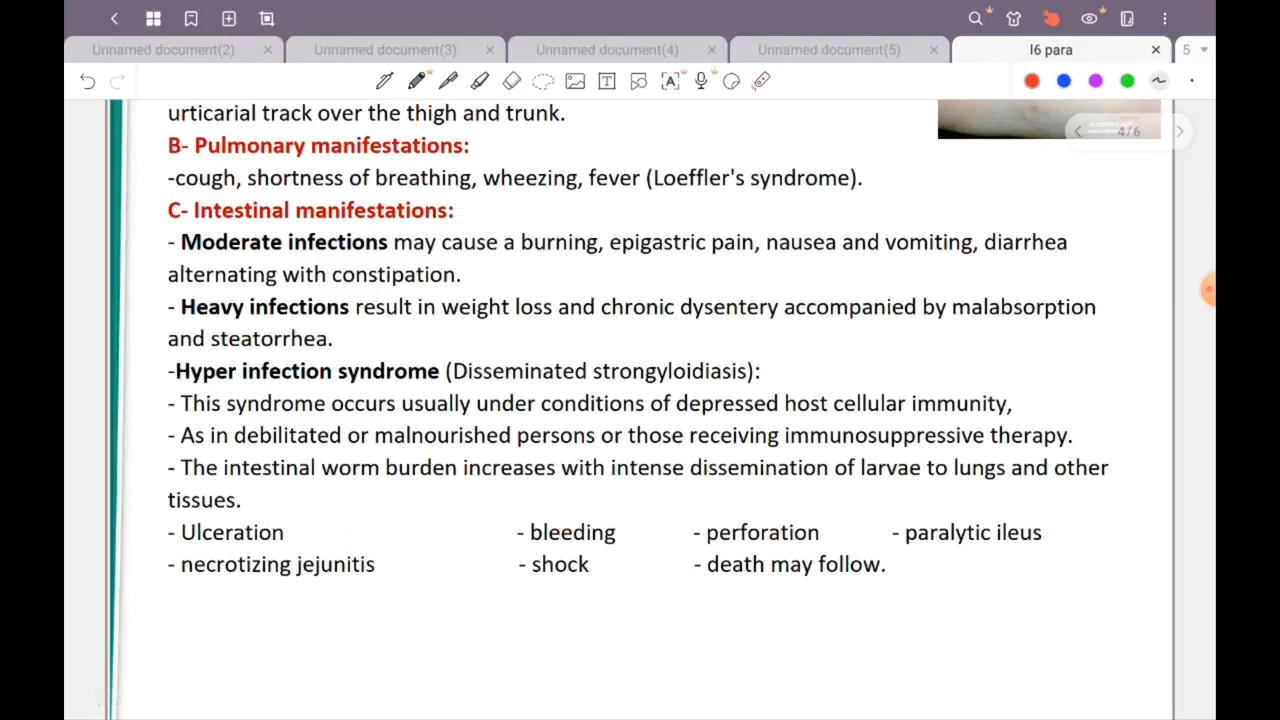 Unnamed document(2)
Unnamed document(3)
Unnamed document(4)
Unnamed document(5)
l6 para
5
urticarial track over the thigh and trunk.
4/6
B- Pulmonary manifestations:
-cough, shortness of breathing, wheezing, fever (Loeffler's syndrome).
C- Intestinal manifestations:
- Moderate infections may cause a burning, epigastric pain, nausea and vomiting, diarrhea
alternating with constipation.
- Heavy infections result in weight loss and chronic dysentery accompanied by malabsorption
and steatorrhea.
-Hyper infection syndrome (Disseminated strongyloidiasis):
- This syndrome occurs usually under conditions of depressed host cellular immunity,
- As in debilitated or malnourished persons or those receiving immunosuppressive therapy.
- The intestinal worm burden increases with intense dissemination of larvae to lungs and other
tissues.
- Ulceration - bleeding - perforation - paralytic ileus
- necrotizing jejunitis - shock - death may follow.